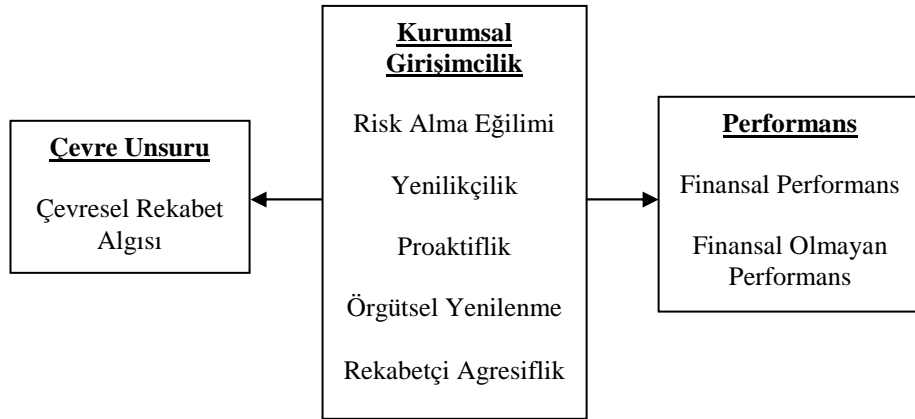 Çevre Unsuru
Çevresel Rekabet
Algısı
Kurumsal
Girişimcilik
Risk Alma Eğilimi
Yenilikçilik
Proaktiflik
Örgütsel Yenilenme
Rekabetçi Agresiflik
Performans
Finansal Performans
Finansal Olmayan
Performans